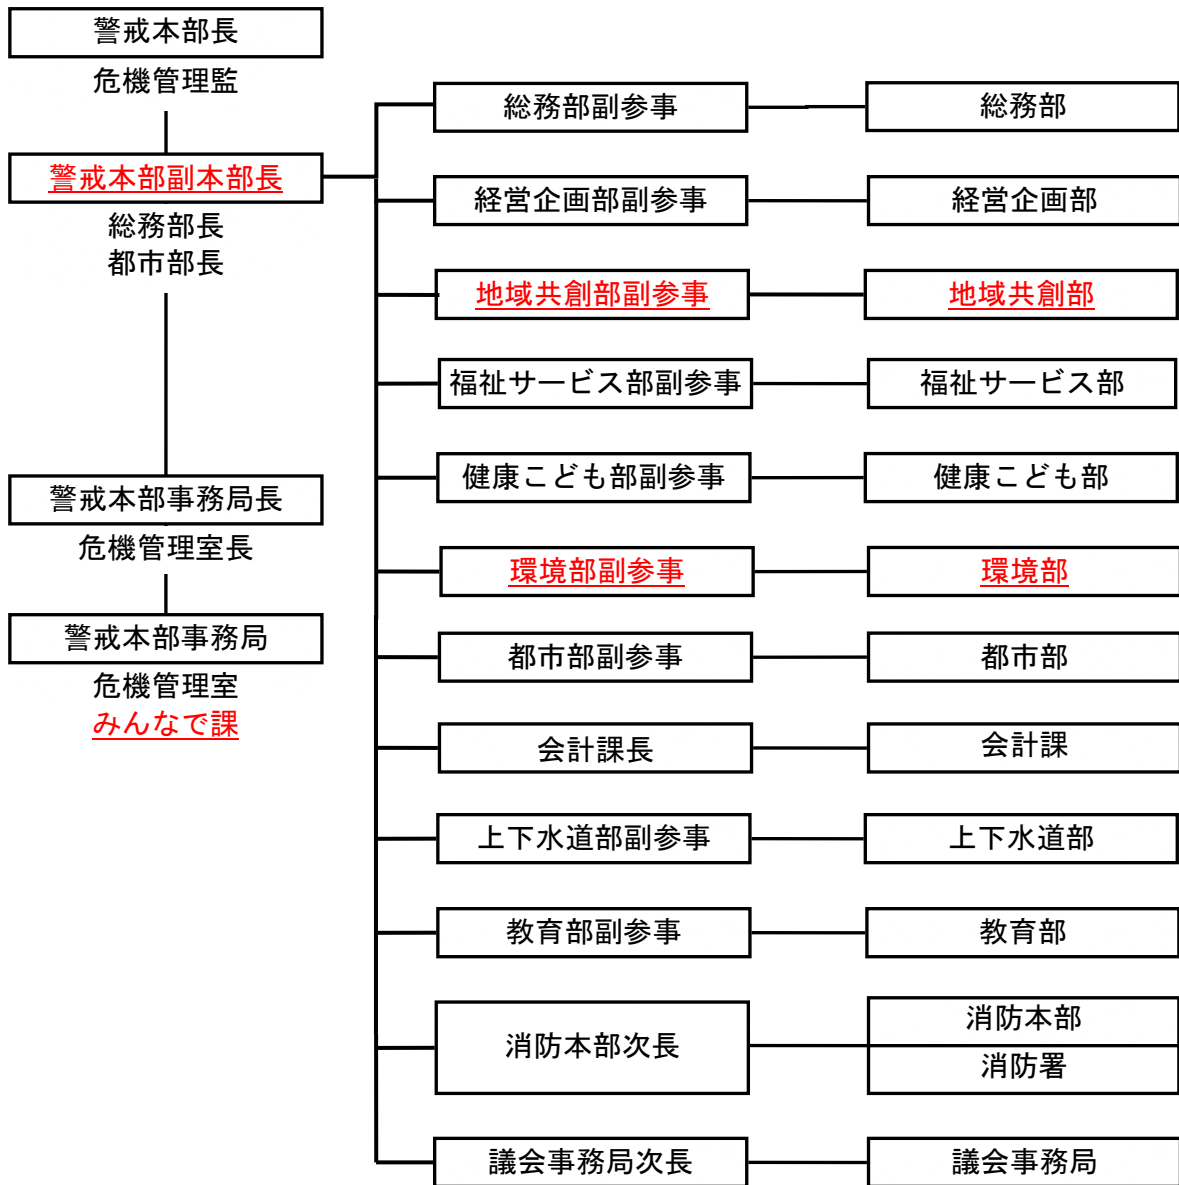 警戒本部長
危機管理監
警戒本部副本部長
総務部長
都市部長
警戒本部事務局長
危機管理室長
警戒本部事務局
危機管理室
みんなで課
総務部副参事
総務部
経営企画部副参事
経営企画部
地域共創部副参事
地域共創部
福祉サービス部副参事
福祉サービス部
健康こども部副参事
健康こども部
環境部副参事
環境部
都市部副参事
都市部
会計課長
会計課
上下水道部副参事
上下水道部
教育部副参事
教育部
消防本部次長
消防本部
消防署
議会事務局次長
議会事務局